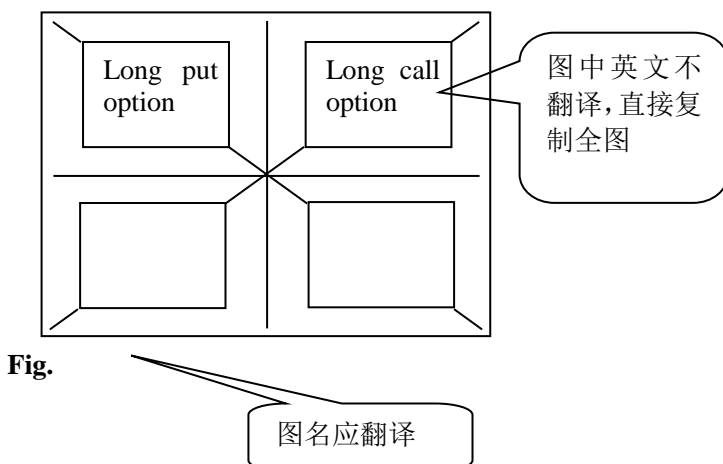 Long put
option
Long call
option
图中英文不
翻译，直接复
制全图
Fig.
图名应翻译